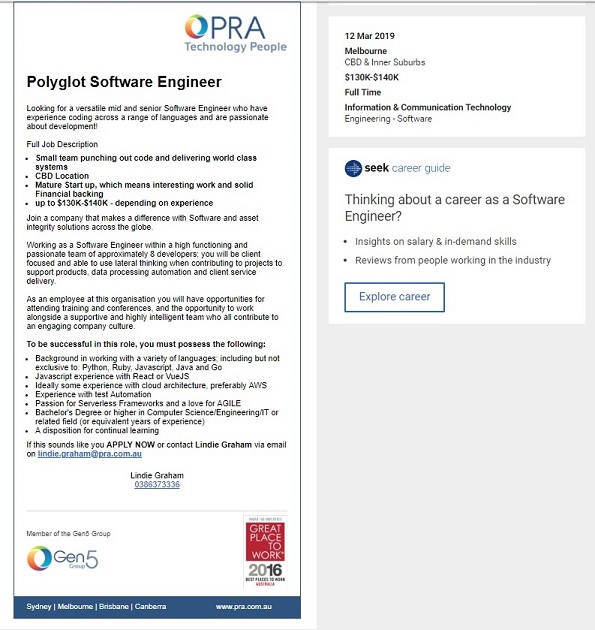 PRA
Technology People
Polyglot Software Engineer
Looking for a versatile mid and senior Software Engineer who have
experience coding across a range of languages and are passionate
about development!
Full Job Description
• Small team punching out code and delivering world class
systems
• CBD Location
• Mature Start up, which means interesting work and solid
Financial backing
• up to $130K-$140K - depending on experience
Join a company that makes a difference with Software and asset
integrity solutions across the globe.
Working as a Software Engineer within a high functioning and
passionate team of approximately 8 developers; you will be client
focused and able to use lateral thinking when contributing to projects to
support products, data processing automation and client service
delivery.
As an employee at this organisation you will have opportunities for
attending training and conferences, and the opportunity to work
alongside a supportive and highly intelligent team who all contribute to
an engaging company culture.
To be successful in this role, you must possess the following:
• Background in working with a variety of languages; including but not
exclusive to: Python, Ruby, Javascript, Java and Go
• Javascript experience with React or VueJS
• Ideally some experience with cloud architecture, preferably AWS
• Experience with test Automation
• Passion for Serverless Frameworks and a love for AGILE
• Bachelor's Degree or higher in Computer Science/Engineering/IT or
related field (or equivalent years of experience)
• A disposition for continual learning
If this sounds like you APPLY NOW or contact Lindie Graham via email
on lindie.graham@pra.com.au
Lindie Graham
0386373336
Member of the Gen5 Group
Gen5
Group
GREAT
PLACE
TO
WORK
2016
BEST PLACES TO WORK
AUSTRALIA
Sydney | Melbourne | Brisbane | Canberra www.pra.com.au
12 Mar 2019
Melbourne
CBD & Inner Suburbs
$130K-$140K
Full Time
Information & Communication Technology
Engineering - Software
seek career guide
Thinking about a career as a Software
Engineer?
• Insights on salary & in-demand skills
• Reviews from people working in the industry
Explore career